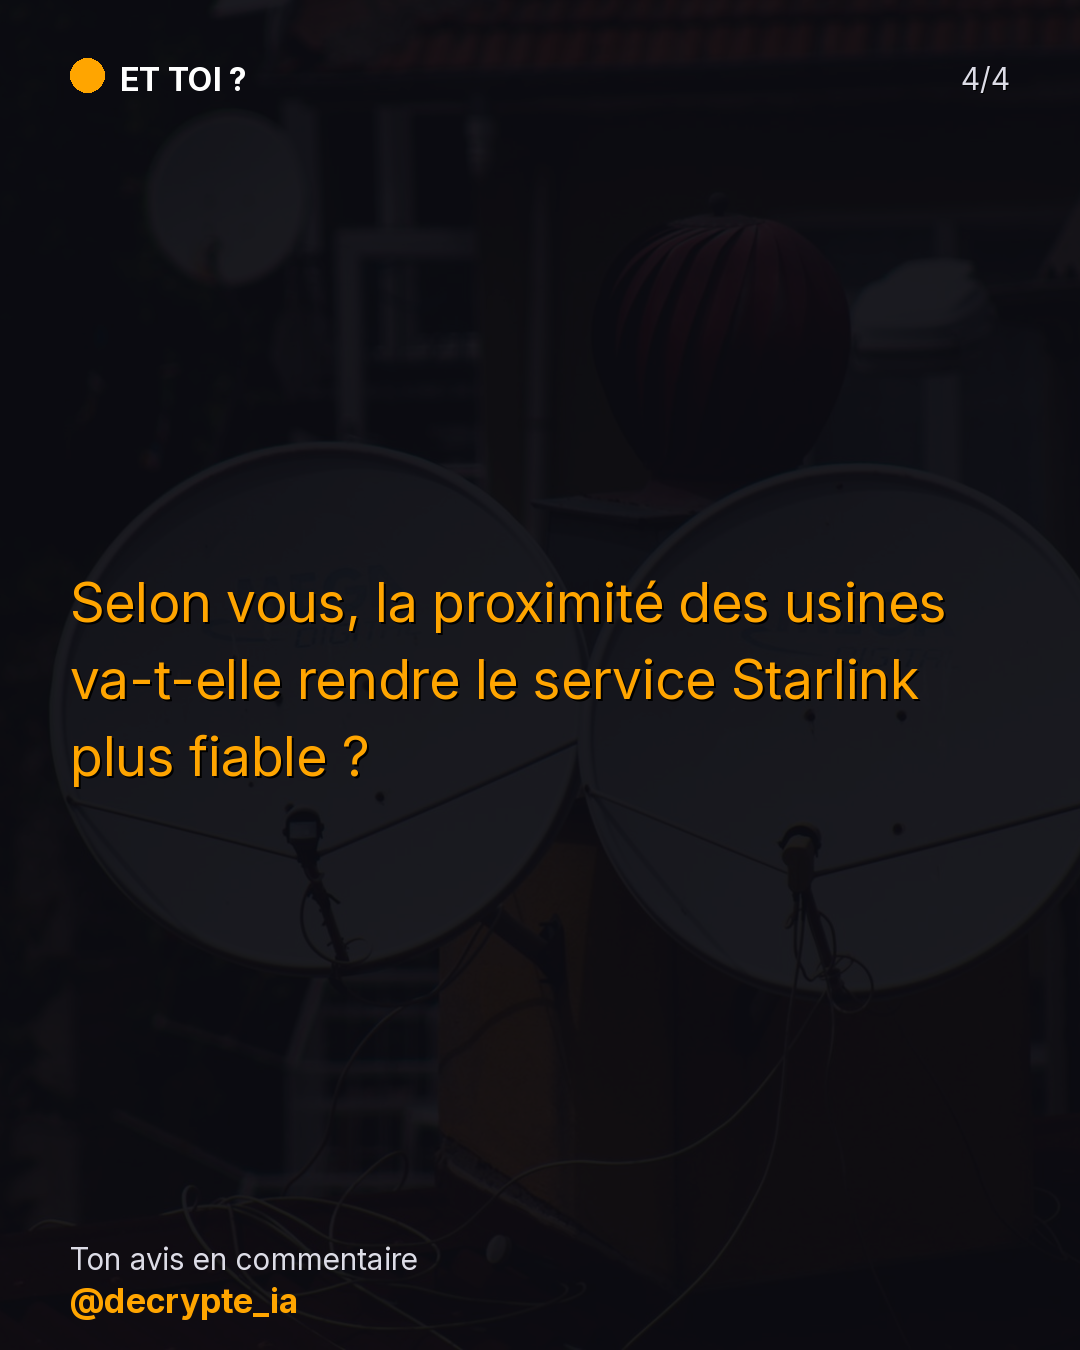 ET TOI ?
4/4
Selon vous, la proximité des usines
va-t-elle rendre le service Starlink
plus fiable ?
Ton avis en commentaire
@decrypte_ia